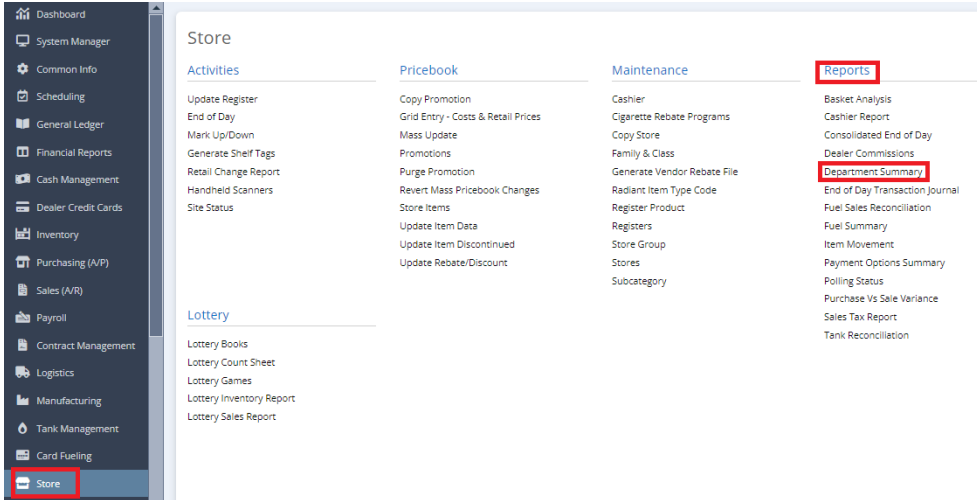 Dashboard
System Manager
Common Info
Scheduling
General Ledger
Financial Reports
Cash Management
Dealer Credit Cards
Inventory
Purchasing (A/P)
Sales (A/R)
Payroll
Contract Management
Logistics
Manufacturing
Tank Management
Card Fueling
Store
Store
Activities
Update Register
End of Day
Mark Up/Down
Generate Shelf Tags
Retail Change Report
Handheld Scanners
Site Status
Pricebook
Copy Promotion
Grid Entry - Costs & Retail Prices
Mass Update
Promotions
Purge Promotion
Revert Mass Pricebook Changes
Store Items
Update Item Data
Update Item Discontinued
Update Rebate/Discount
Maintenance
Cashier
Cigarette Rebate Programs
Copy Store
Family & Class
Generate Vendor Rebate File
Radiant Item Type Code
Register Product
Registers
Store Group
Stores
Subcategory
Reports
Basket Analysis
Cashier Report
Consolidated End of Day
Dealer Commissions
Department Summary
End of Day Transaction Journal
Fuel Sales Reconciliation
Fuel Summary
Item Movement
Payment Options Summary
Polling Status
Purchase Vs Sale Variance
Sales Tax Report
Tank Reconciliation
Lottery
Lottery Books
Lottery Count Sheet
Lottery Games
Lottery Inventory Report
Lottery Sales Report